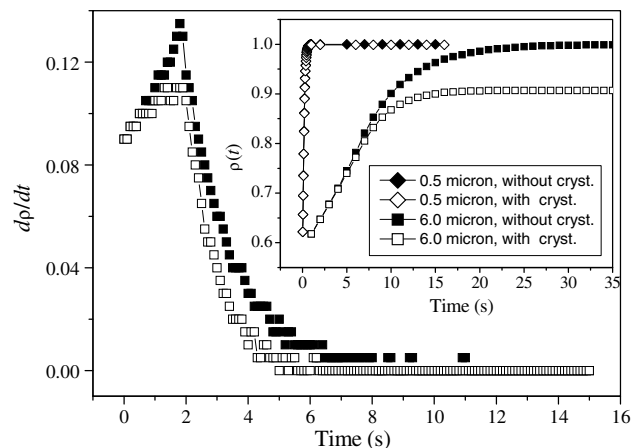 dρ/dt
0.12
0.08
0.04
0.00
0 2 4 6 8 10 12 14 16
Time (s)
ρ(t)
1.0
0.9
0.8
0.7
0.6
0 5 10 15 20 25 30 35
Time (s)
0.5 micron, without cryst.
0.5 micron, with cryst.
6.0 micron, without cryst.
6.0 micron, with cryst.